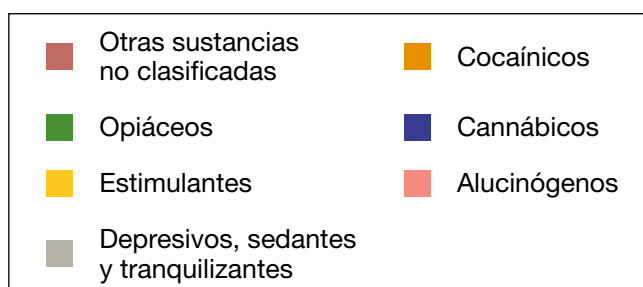 Otras sustancias
no clasificadas
Opiáceos
Estimulantes
Depresivos, sedantes
y tranquilizantes
Cocaínicos
Cannábicos
Alucinógenos